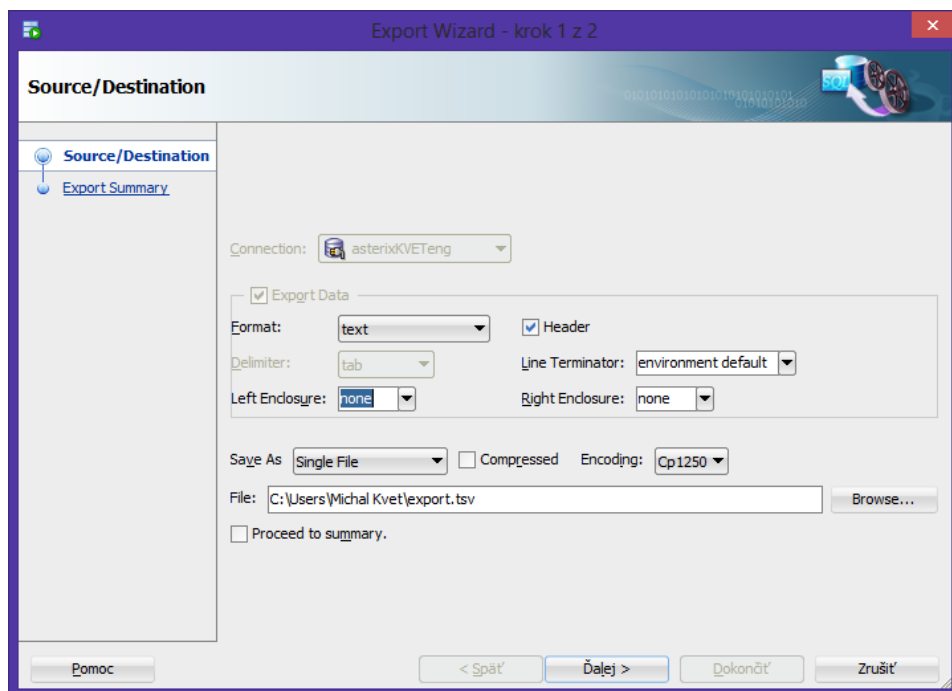 Export Wizard - krok 1 z 2
Source/Destination
SQL
Source/Destination
Export Summary
Connection: asterixKVETeng
Export Data
Format: text Header
Delimiter: tab Line Terminator: environment default
Left Enclosure: none Right Enclosure: none
Save As Single File Compressed Encoding: Cp1250
File: C:\Users\Michal Kvet\export.tsv Browse...
Proceed to summary.
Pomoc < Späť Ďalej > Dokončiť Zrušiť